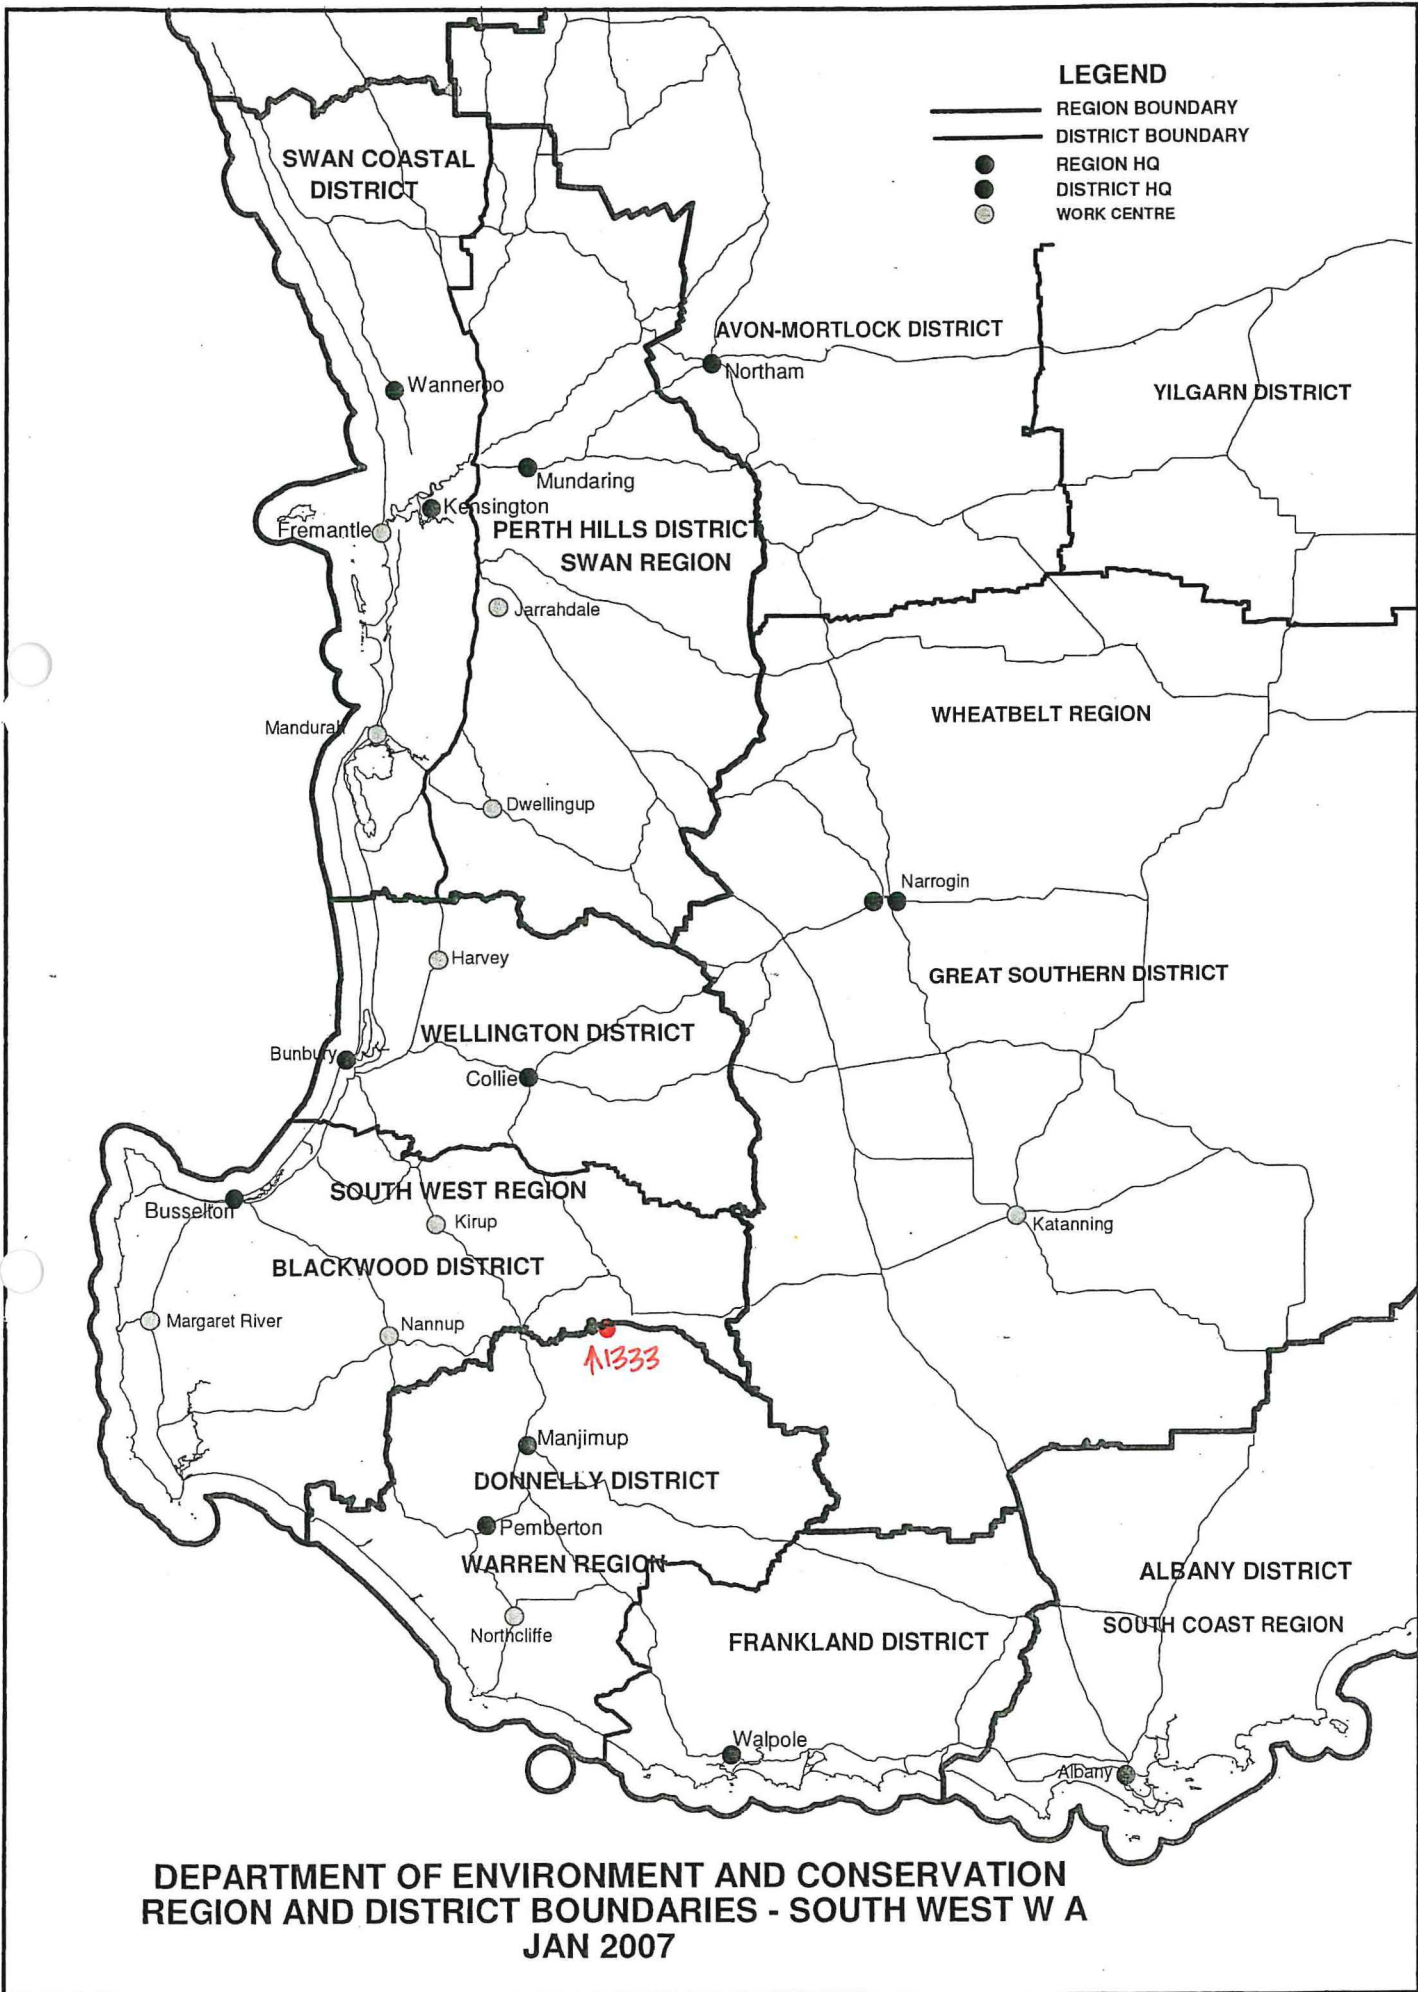 LEGEND
REGION BOUNDARY
DISTRICT BOUNDARY
REGION HQ
DISTRICT HQ
WORK CENTRE
SWAN COASTAL
DISTRICT
AVON-MORTLOCK DISTRICT
Northam
YILGARN DISTRICT
Wanneroo
Mundaring
Kensington
Fremantle
PERTH HILLS DISTRICT
SWAN REGION
Jarrahdale
WHEATBELT REGION
Mandurah
Dwellingup
Narrogin
Harvey
GREAT SOUTHERN DISTRICT
WELLINGTON DISTRICT
Bunbury
Collie
SOUTH WEST REGION
Busselton
Kirup
Katanning
BLACKWOOD DISTRICT
Margaret River
Nannup
1333
Manjimup
DONNELLY DISTRICT
Pemberton
WARREN REGION
ALBANY DISTRICT
SOUTH COAST REGION
Northcliffe
FRANKLAND DISTRICT
Walpole
Albany
DEPARTMENT OF ENVIRONMENT AND CONSERVATION
REGION AND DISTRICT BOUNDARIES - SOUTH WEST W A
JAN 2007